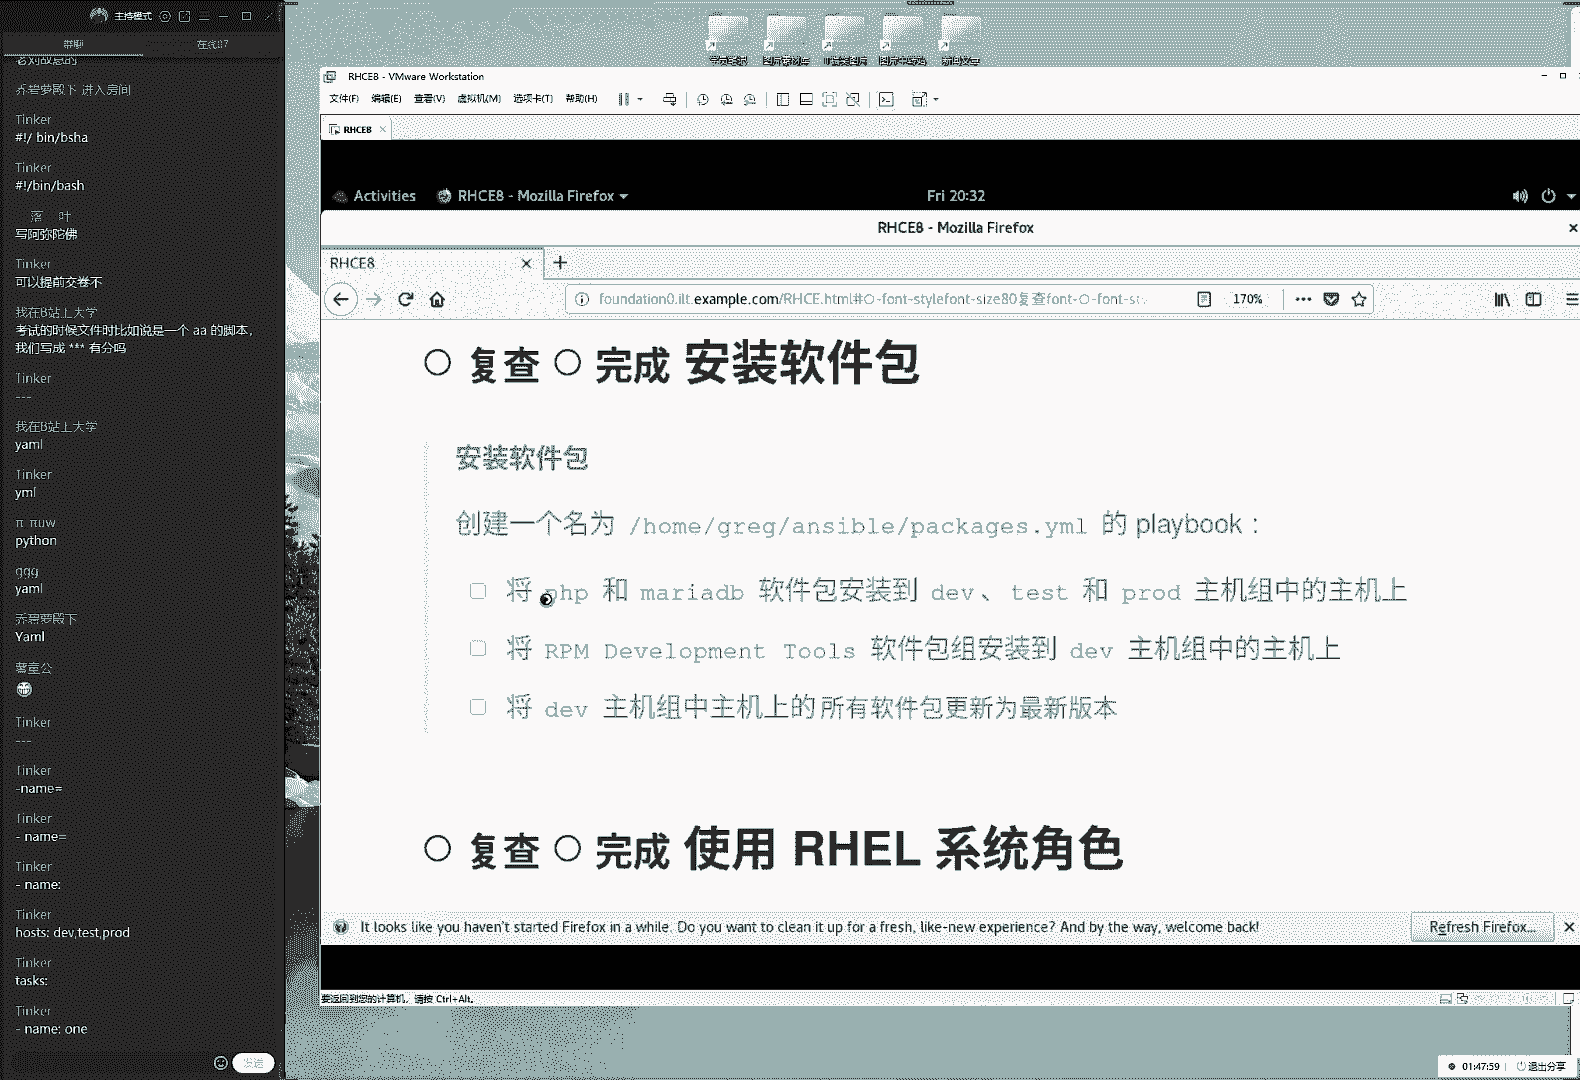 主持模式
群聊
在线
乔碧萝殿下 进入房间
Tinker
#!/ bin/bsha
Tinker
#!/bin/bash
落 叶
写阿弥陀佛
Tinker
可以提前交卷不
我在B站上大学
考试的时候文件时比如说是一个 aa 的脚本,
我们写成 *** 有分吗
Tinker
---
我在B站上大学
yaml
Tinker
yml
python
ggg
yaml
乔碧萝殿下
Yaml
馨童公
Tinker
---
Tinker
-name=
Tinker
- name=
Tinker
- name:
Tinker
hosts: dev,test,prod
Tinker
tasks:
Tinker
- name: one
发送
RHCE8 - VMware Workstation
文件(F) 编辑(E) 查看(V) 虚拟机(M) 选项卡(T) 帮助(H)
RHCE8
Activities RHCE8 - Mozilla Firefox Fri 20:32
RHCE8 - Mozilla Firefox
RHCE8
foundation0.ilt.example.com/RHCE.html#○-font-stylefont-size80复查font-○-font-st 170%
复查 完成 安装软件包
安装软件包
创建一个名为 /home/greg/ansible/packages.yml 的 playbook :
将 php 和 mariadb 软件包安装到 dev、 test 和 prod 主机组中的主机上
将 RPM Development Tools 软件包组安装到 dev 主机组中的主机上
将 dev 主机组中主机上的所有软件包更新为最新版本
复查 完成 使用 RHEL 系统角色
It looks like you haven't started Firefox in a while. Do you want to clean it up for a fresh, like-new experience? And by the way, welcome back! Refresh Firefox...
要返回到您的计算机，请按 Ctrl+Alt。
01:47:59 退出分享